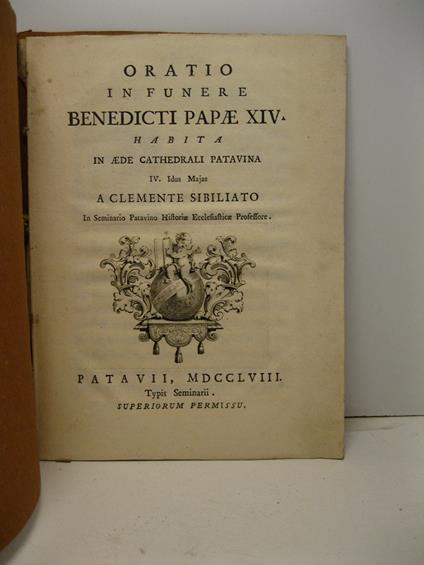 ORATIO
IN FUNERE
BENEDICTI PAPÆ XIV.
HABITA
IN ÆDE CATHEDRALI PATAVINA
IV. Idus Majas
A CLEMENTE SIBILIATO
In Seminario Patavino Hiſtoriæ Eccleſiaſticæ Profeſſore.
PATAVII, MDCCLVIII.
Typis Seminarii.
SUPERIORUM PERMISSU.